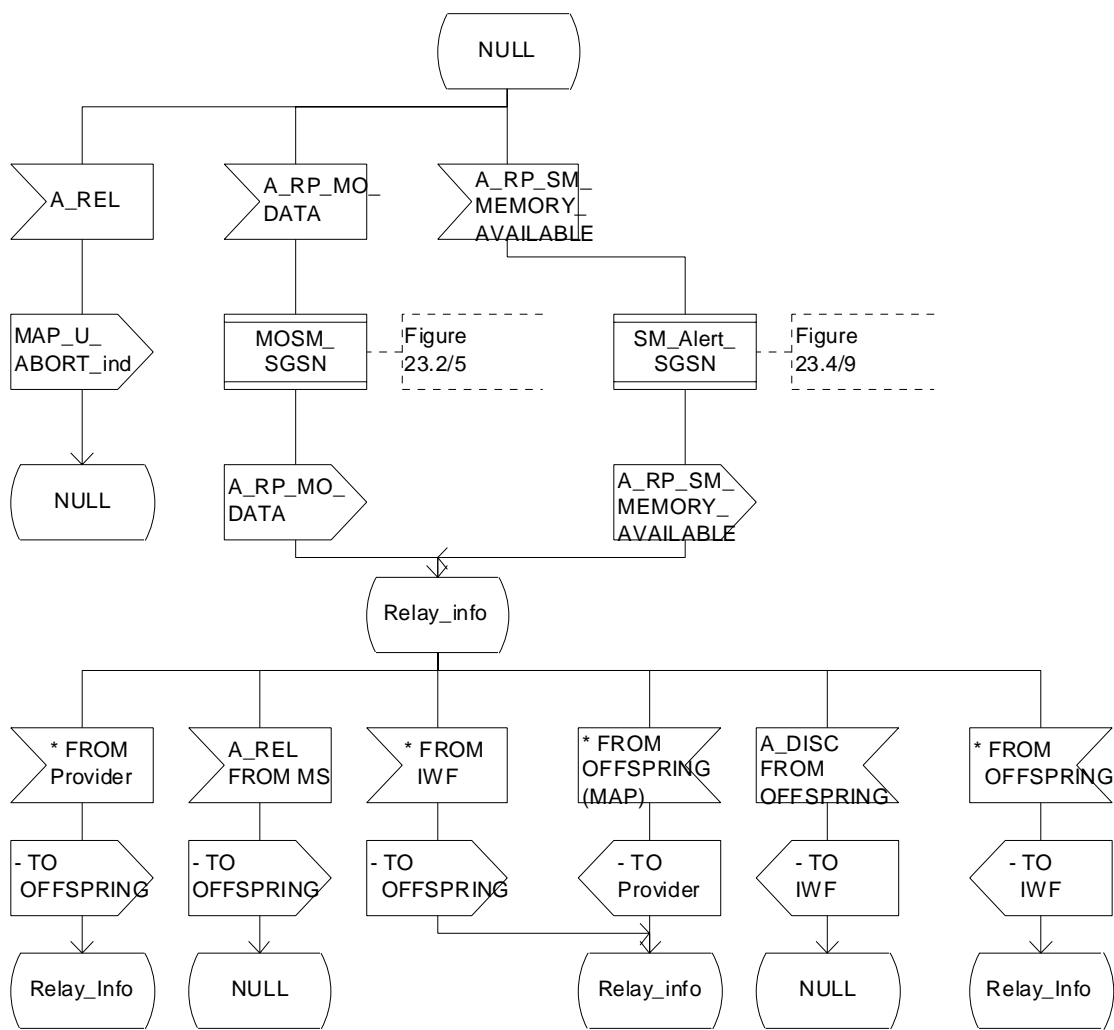 NULL
A_REL
A_RP_MO_
DATA
A_RP_SM_
MEMORY_
AVAILABLE
MAP_U_
ABORT_ind
MOSM_
SGSN
Figure
23.2/5
SM_Alert_
SGSN
Figure
23.4/9
NULL
A_RP_MO_
DATA
A_RP_SM_
MEMORY_
AVAILABLE
Relay_info
* FROM
Provider
A_REL
FROM MS
* FROM
IWF
* FROM
OFFSPRING
(MAP)
A_DISC
FROM
OFFSPRING
* FROM
OFFSPRING
- TO
OFFSPRING
- TO
OFFSPRING
- TO
OFFSPRING
- TO
Provider
- TO
IWF
- TO
IWF
Relay_Info
NULL
Relay_info
NULL
Relay_Info